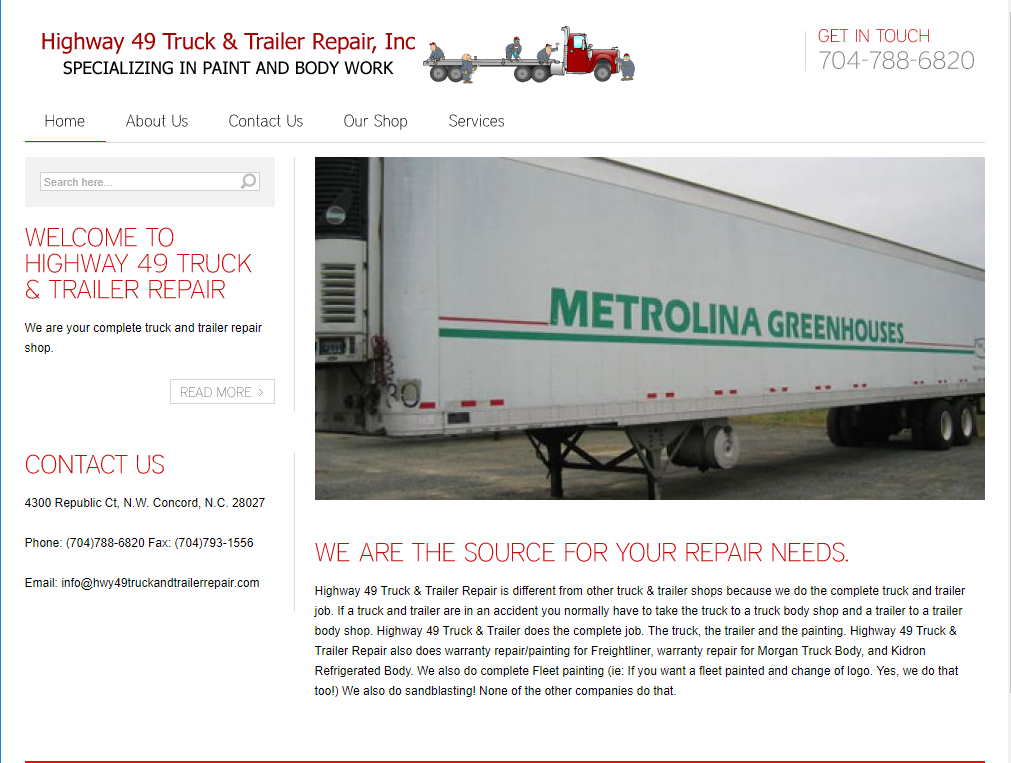 Highway 49 Truck & Trailer Repair, Inc
SPECIALIZING IN PAINT AND BODY WORK
GET IN TOUCH
704-788-6820
Home About Us Contact Us Our Shop Services
Search here...
WELCOME TO
HIGHWAY 49 TRUCK
& TRAILER REPAIR
We are your complete truck and trailer repair
shop.
READ MORE >
METROLINA GREENHOUSES
CONTACT US
4300 Republic Ct, N.W. Concord, N.C. 28027
Phone: (704)788-6820 Fax: (704)793-1556
Email: info@hwy49truckandtrailerrepair.com
WE ARE THE SOURCE FOR YOUR REPAIR NEEDS.
Highway 49 Truck & Trailer Repair is different from other truck & trailer shops because we do the complete truck and trailer
job. If a truck and trailer are in an accident you normally have to take the truck to a truck body shop and a trailer to a trailer
body shop. Highway 49 Truck & Trailer does the complete job. The truck, the trailer and the painting. Highway 49 Truck &
Trailer Repair also does warranty repair/painting for Freightliner, warranty repair for Morgan Truck Body, and Kidron
Refrigerated Body. We also do complete Fleet painting (ie: If you want a fleet painted and change of logo. Yes, we do that
too!) We also do sandblasting! None of the other companies do that.